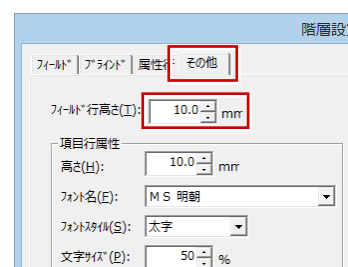 階層設
ﾌｨｰﾙﾄﾞ ﾌﾞﾗｲﾝﾄﾞ 属性行 その他
ﾌｨｰﾙﾄﾞ行高さ(T): 10.0 mm
項目行属性
高さ(H): 10.0 mm
ﾌｫﾝﾄ名(F): ＭＳ 明朝
ﾌｫﾝﾄｽﾀｲﾙ(S): 太字
文字ｻｲｽﾞ(P): 50 %